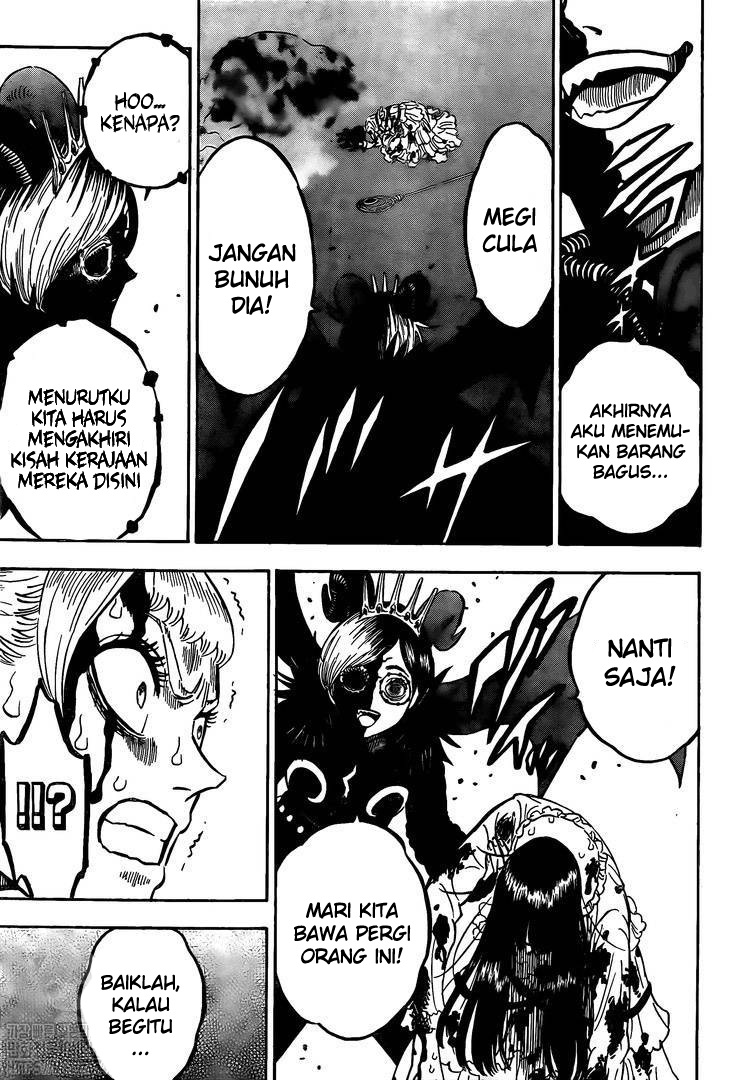 AKHIRNYA
AKU MENEMU-
KAN BARANG
BAGUS...
MEGI
CULA
JANGAN
BUNUH
DIA!
HOO...
KENAPA?
MENURUTKU
KITA HARUS
MENGAKHIRI
KISAH KERAJAAN
MEREKA DISINI
NANTI
SAJA!
MARI KITA
BAWA PERGI
ORANG INI!
!!?
BAIKLAH,
KALAU
BEGITU
...